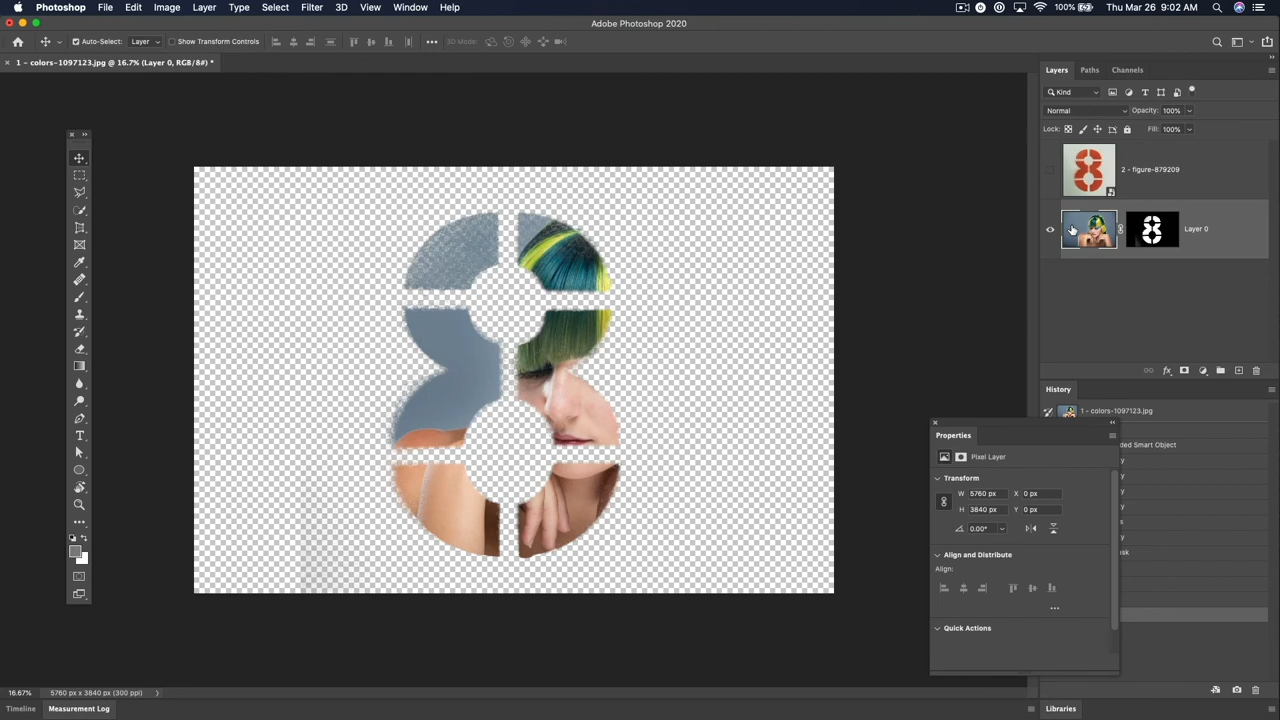 Photoshop File Edit Image Layer Type Select Filter 3D View Window Help 100% Thu Mar 26 9:02 AM
Adobe Photoshop 2020
Auto-Select: Layer Show Transform Controls 3D Mode:
1 - colors-1097123.jpg @ 16.7% (Layer 0, RGB/8#) *
Layers Paths Channels
Kind
Normal Opacity: 100%
Lock: Fill: 100%
2 - figure-879209
Layer 0
History
1 - colors-1097123.jpg
Properties
ded Smart Object
Pixel Layer
Transform
W 5760 px X 0 px
H 3840 px Y 0 px
0.00°
Align and Distribute
Align:
Quick Actions
16.67% 5760 px x 3840 px (300 ppi)
Timeline Measurement Log Libraries